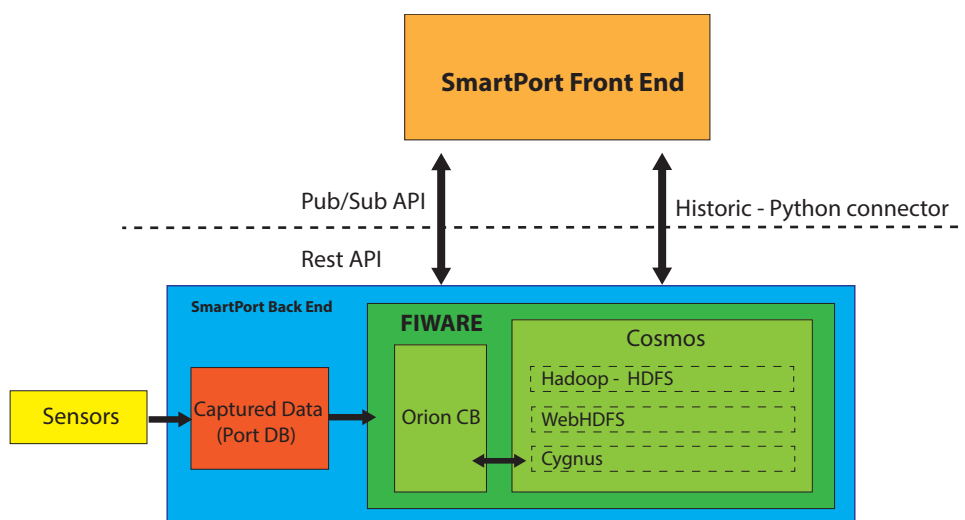 SmartPort Front End
Pub/Sub API
Historic - Python connector
Rest API
SmartPort Back End
FIWARE
Cosmos
Hadoop - HDFS
Sensors
Captured Data
(Port DB)
Orion CB
WebHDFS
Cygnus